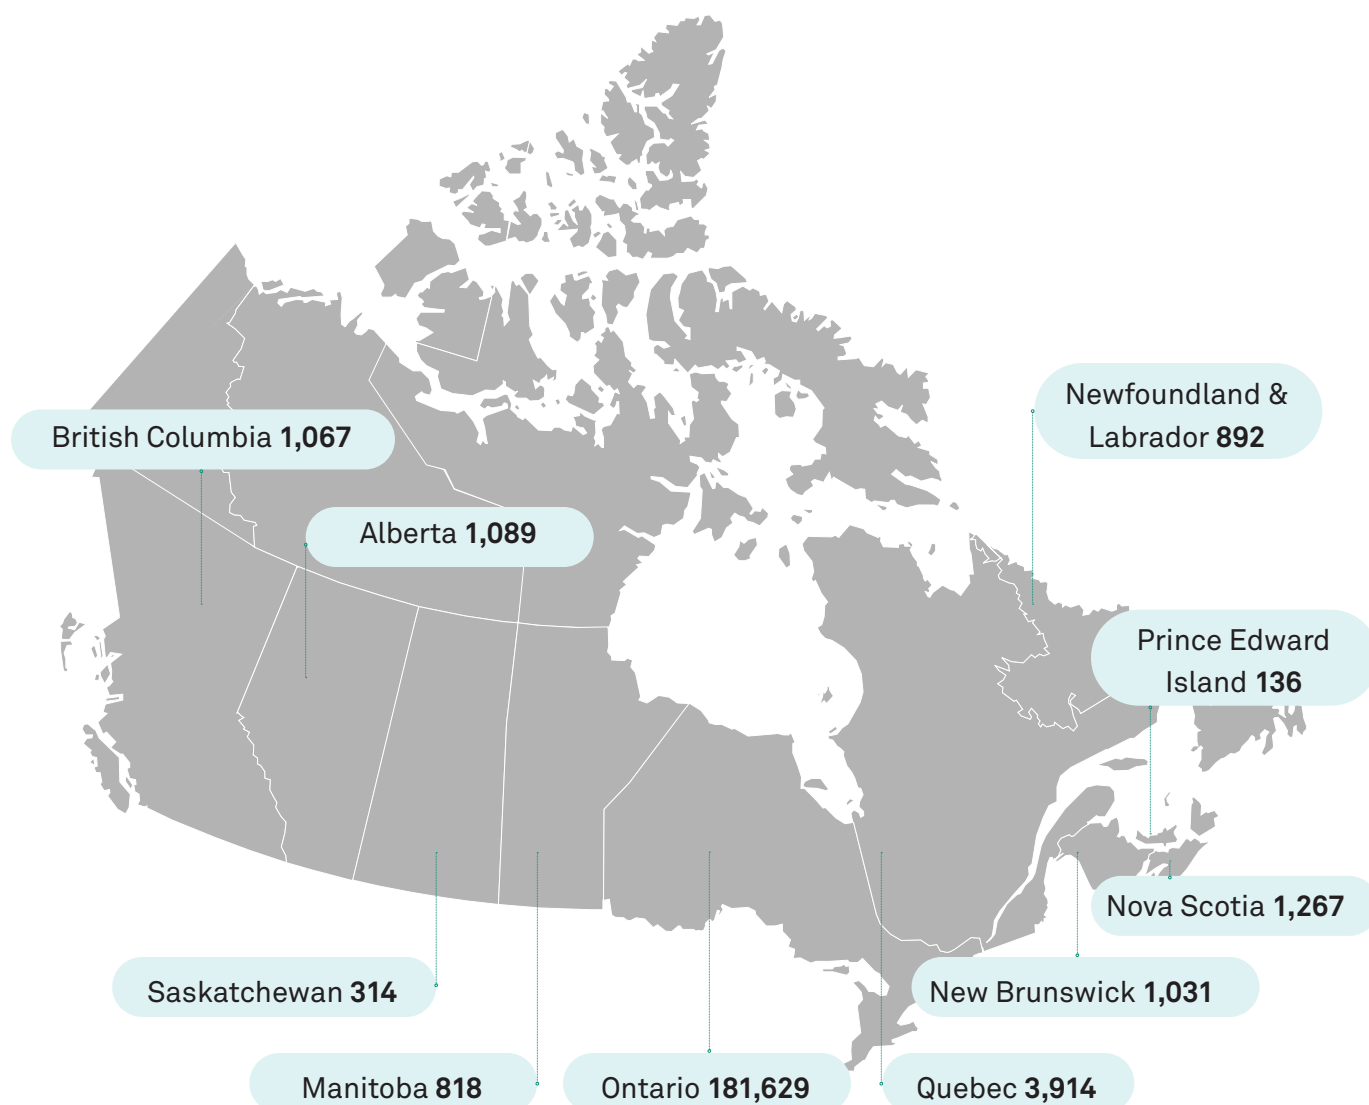 British Columbia 1,067
Alberta 1,089
Newfoundland &
Labrador 892
Prince Edward
Island 136
Nova Scotia 1,267
New Brunswick 1,031
Saskatchewan 314
Manitoba 818
Ontario 181,629
Quebec 3,914